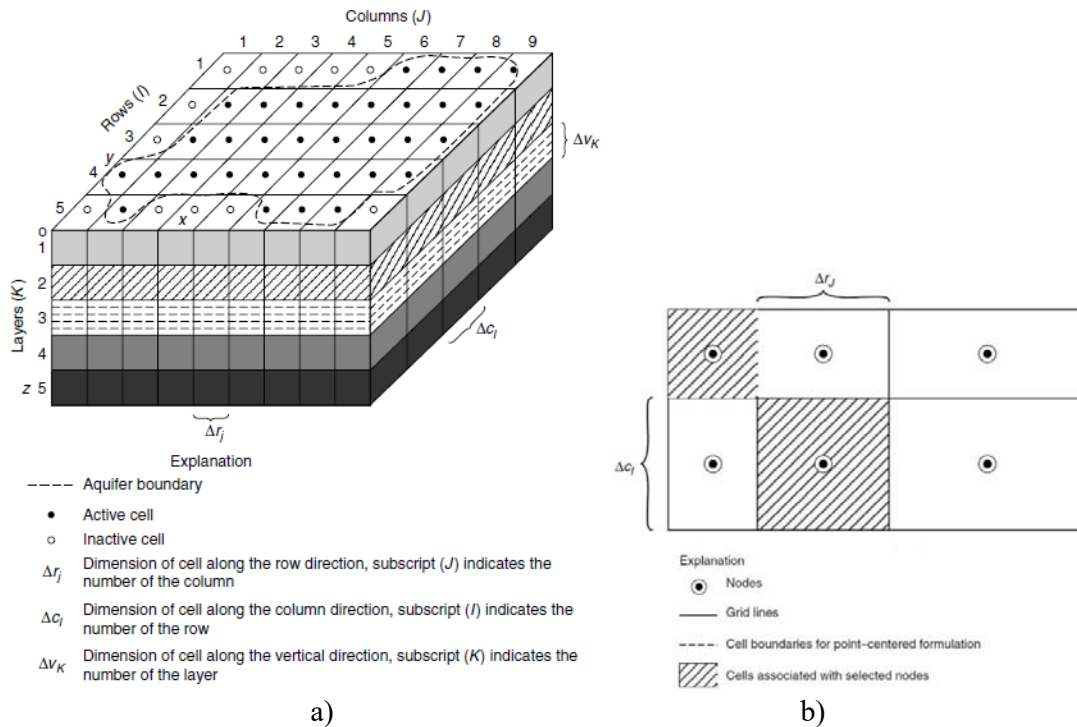 Columns (J)
1 2 3 4 5 6 7 8 9
Rows (I)
1
2
3
y
4
5
x
o
Layers (K)
1
2
3
4
z 5
Δv_K
Δc_I
Δr_j
Explanation
Aquifer boundary
Active cell
Inactive cell
Δr_j Dimension of cell along the row direction, subscript (J) indicates the
number of the column
Δc_I Dimension of cell along the column direction, subscript (I) indicates the
number of the row
Δv_K Dimension of cell along the vertical direction, subscript (K) indicates the
number of the layer
a)
Δr_J
Δc_I
Explanation
Nodes
Grid lines
Cell boundaries for point–centered formulation
Cells associated with selected nodes
b)